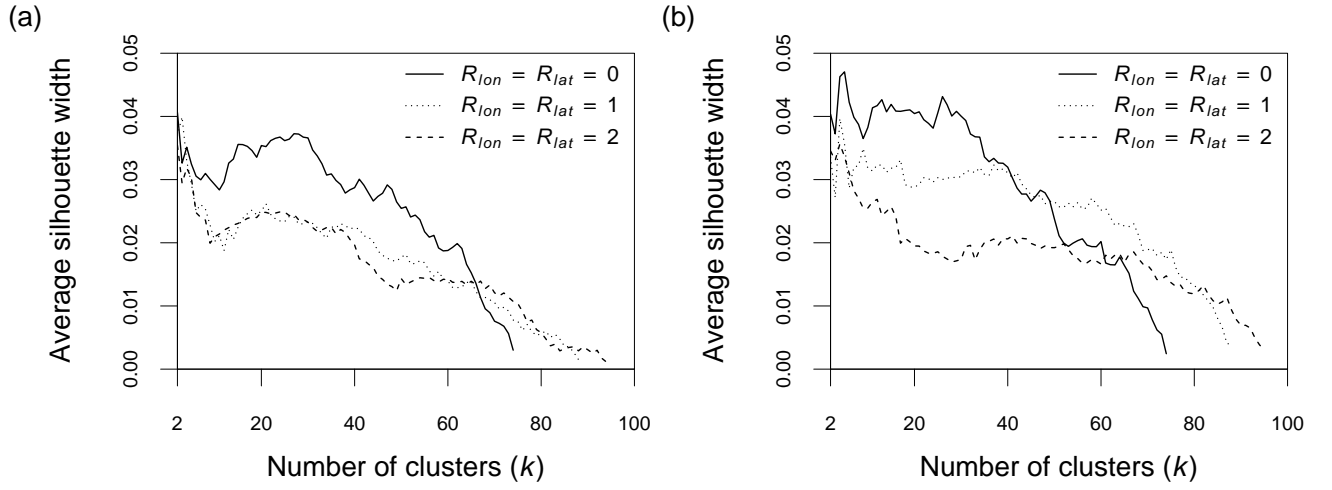 (a)
Average silhouette width
0.05
0.04
0.03
0.02
0.01
0.00
R_lon = R_lat = 0
R_lon = R_lat = 1
R_lon = R_lat = 2
2 20 40 60 80 100
Number of clusters (k)
(b)
Average silhouette width
0.05
0.04
0.03
0.02
0.01
0.00
R_lon = R_lat = 0
R_lon = R_lat = 1
R_lon = R_lat = 2
2 20 40 60 80 100
Number of clusters (k)